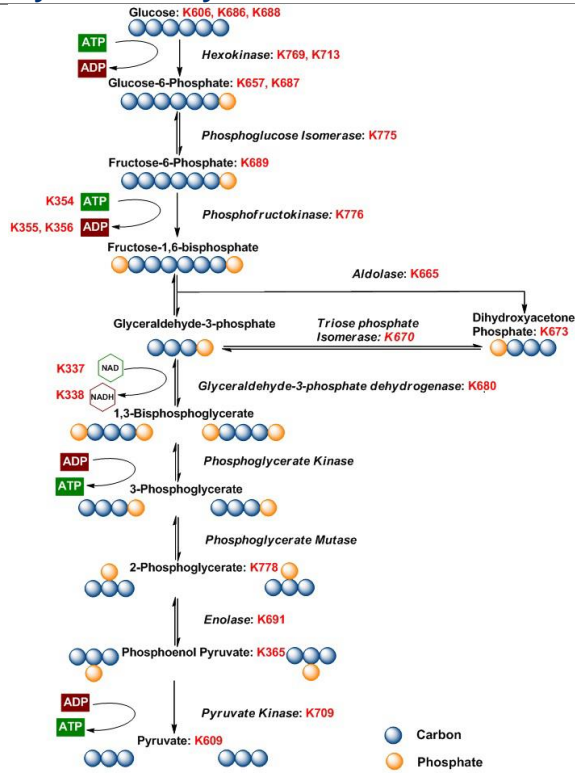 Glucose: K606, K686, K688
ATP
ADP
Hexokinase: K769, K713
Glucose-6-Phosphate: K657, K687
Phosphoglucose Isomerase: K775
Fructose-6-Phosphate: K689
K354 ATP
K355, K356 ADP
Phosphofructokinase: K776
Fructose-1,6-bisphosphate
Aldolase: K665
Glyceraldehyde-3-phosphate
Triose phosphate
Isomerase: K670
Dihydroxyacetone
Phosphate: K673
K337 NAD
K338 NADH
Glyceraldehyde-3-phosphate dehydrogenase: K680
1,3-Bisphosphoglycerate
ADP
ATP
Phosphoglycerate Kinase
3-Phosphoglycerate
Phosphoglycerate Mutase
2-Phosphoglycerate: K778
Enolase: K691
Phosphoenol Pyruvate: K365
ADP
ATP
Pyruvate Kinase: K709
Pyruvate: K609
Carbon
Phosphate